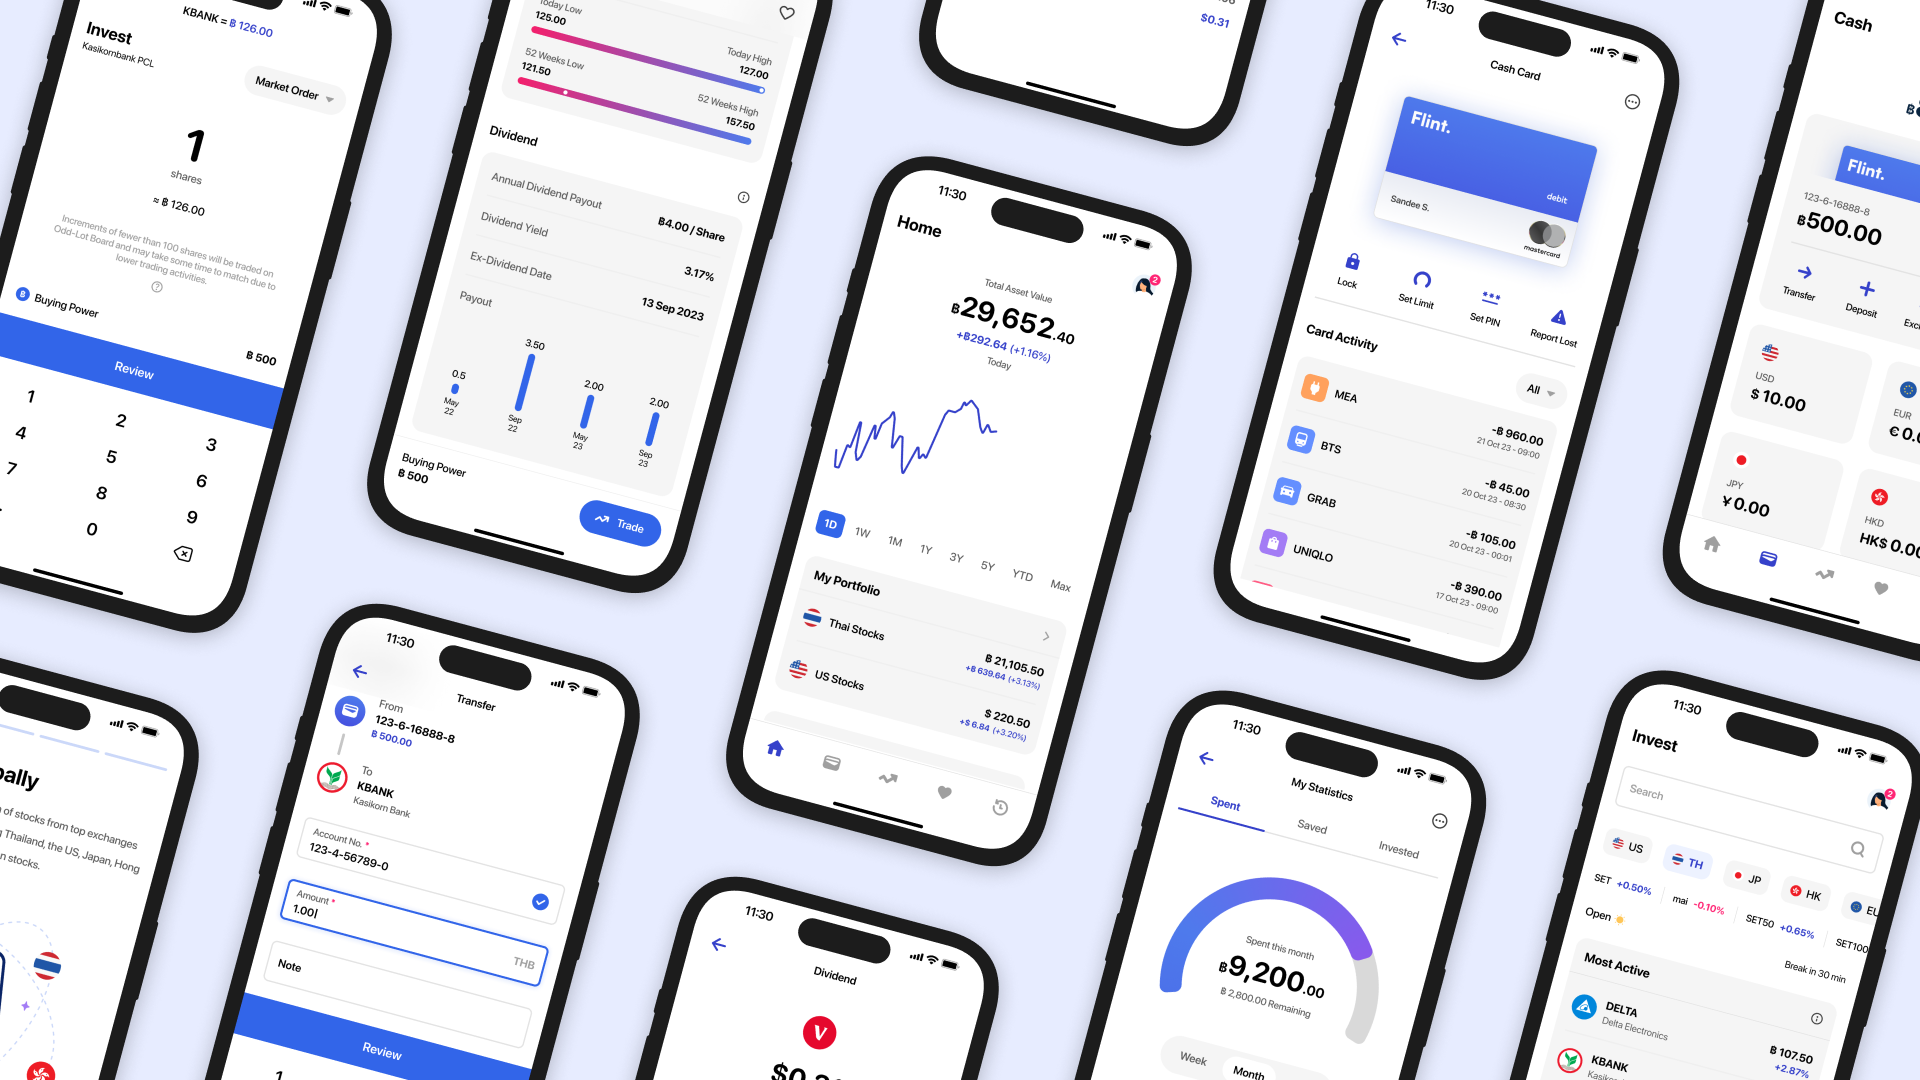 KBANK = ฿ 126.00
Invest
Kasikornbank PCL
Market Order
1
shares
≈ ฿ 126.00
Increments of fewer than 100 shares will be traded on
Odd-Lot Board and may take some time to match due to
lower trading activities.
Buying Power
฿ 500
Review
1
2
3
4
5
6
7
8
9
0
Today Low
125.00
Today High
127.00
52 Weeks Low
121.50
52 Weeks High
157.50
Dividend
Annual Dividend Payout
฿4.00 / Share
Dividend Yield
3.17%
Ex-Dividend Date
13 Sep 2023
Payout
0.5
3.50
2.00
2.00
May
22
Sep
22
May
23
Sep
23
Buying Power
฿ 500
Trade
$0.31
11:30
Home
2
Total Asset Value
฿29,652.40
+฿292.64 (+1.16%)
Today
1D
1W
1M
1Y
3Y
5Y
YTD
Max
My Portfolio
Thai Stocks
฿ 21,105.50
+฿ 639.64 (+3.13%)
US Stocks
$ 220.50
+$ 6.84 (+3.20%)
11:30
Cash Card
Flint.
debit
Sandee S.
mastercard
Lock
Set Limit
Set PIN
Report Lost
Card Activity
All
MEA
-฿ 960.00
21 Oct 23 - 09:00
BTS
-฿ 45.00
20 Oct 23 - 08:30
GRAB
-฿ 105.00
20 Oct 23 - 00:01
UNIQLO
-฿ 390.00
17 Oct 23 - 09:00
Cash
฿
Flint.
123-6-16888-8
฿500.00
Transfer
Deposit
USD
$ 10.00
EUR
JPY
¥ 0.00
HKD
of stocks from top exchanges
Thailand, the US, Japan, Hong
stocks.
11:30
Transfer
From
123-6-16888-8
฿ 500.00
To
KBANK
Kasikorn Bank
Account No. *
123-4-56789-0
Amount *
1.00
THB
Note
Review
1
11:30
Dividend
V
11:30
My Statistics
Spent
Saved
Invested
Spent this month
฿9,200.00
฿ 2,800.00 Remaining
Week
Month
11:30
Invest
2
Search
US
TH
JP
HK
EU
SET +0.50%
mai -0.10%
SET50 +0.65%
SET100
Open
Break in 30 min
Most Active
DELTA
Delta Electronics
฿ 107.50
+2.87%
KBANK